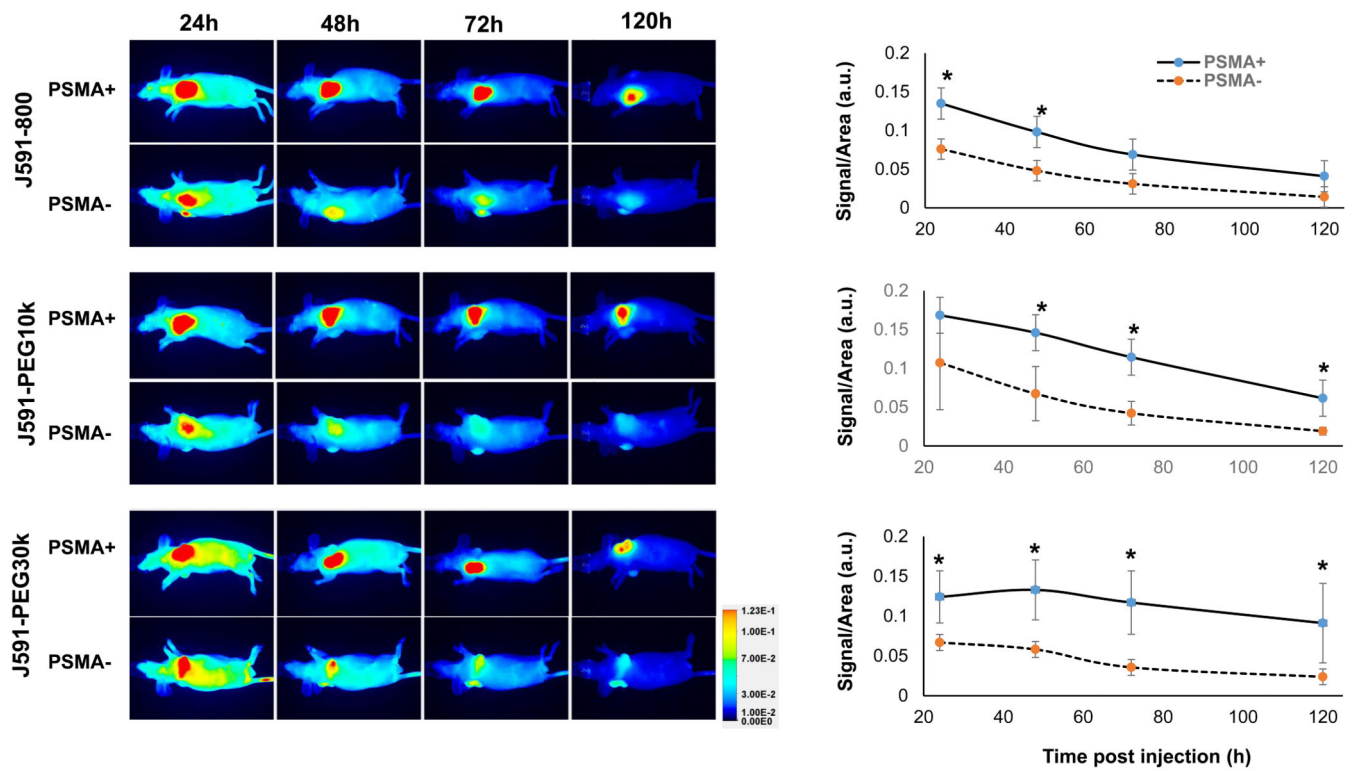 24h 48h 72h 120h
J591-800
PSMA+
PSMA-
J591-PEG10k
PSMA+
PSMA-
J591-PEG30k
PSMA+
PSMA-
1.23E-1
1.00E-1
7.00E-2
3.00E-2
1.00E-2
0.00E0
Signal/Area (a.u.)
0.2
0.15
0.1
0.05
0
20 40 60 80 100 120
PSMA+
PSMA-
* *
Signal/Area (a.u.)
0.2
0.15
0.1
0.05
0
20 40 60 80 100 120
* * *
Signal/Area (a.u.)
0.2
0.15
0.1
0.05
0
20 40 60 80 100 120
* * * *
Time post injection (h)